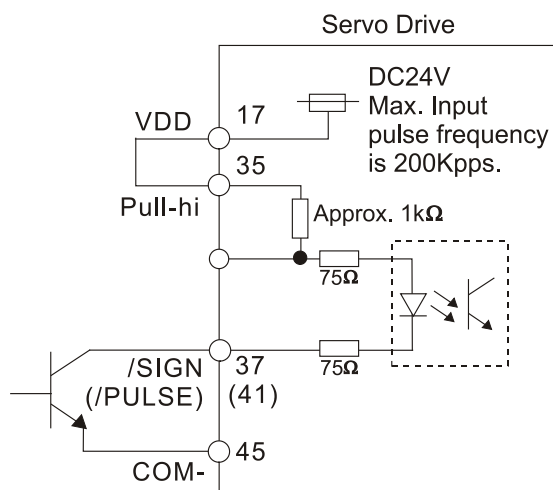 Servo Drive
DC24V
Max. Input
pulse frequency
is 200Kpps.
VDD
17
35
Pull-hi
Approx. 1kΩ
75Ω
75Ω
/SIGN
(/PULSE)
37
(41)
COM-
45